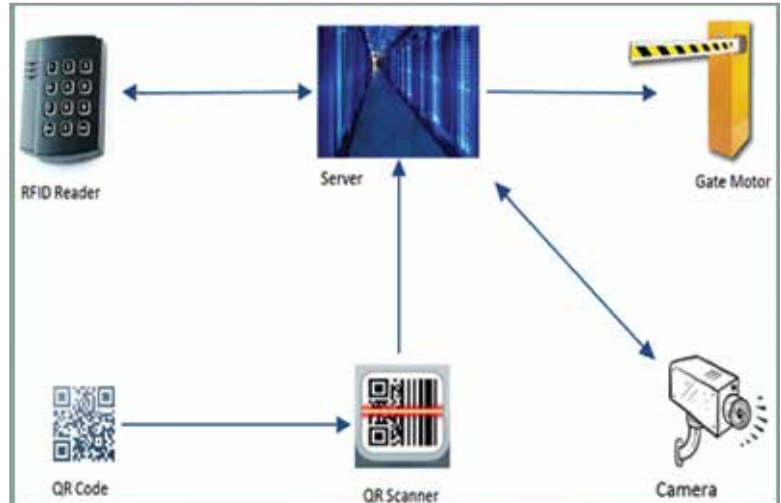 RFID Reader
Server
Gate Motor
QR Code
QR Scanner
Camera